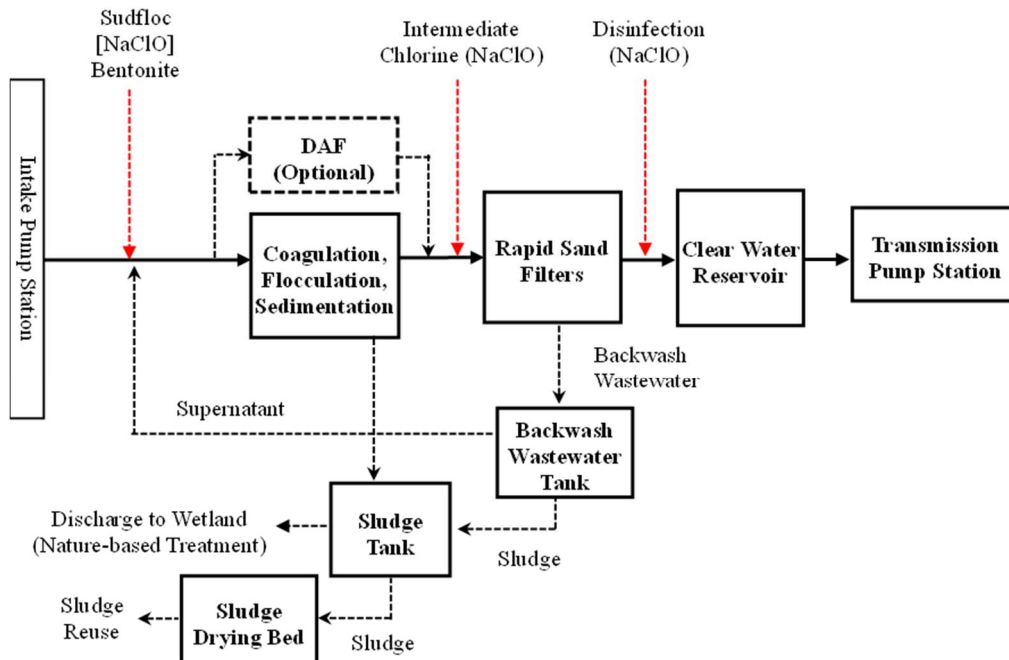 Sudfloc
[NaClO]
Bentonite
Intermediate
Chlorine (NaClO)
Disinfection
(NaClO)
Intake Pump Station
DAF
(Optional)
Coagulation,
Flocculation,
Sedimentation
Rapid Sand
Filters
Clear Water
Reservoir
Transmission
Pump Station
Backwash
Wastewater
Supernatant
Backwash
Wastewater
Tank
Discharge to Wetland
(Nature-based Treatment)
Sludge
Tank
Sludge
Sludge
Reuse
Sludge
Drying Bed
Sludge